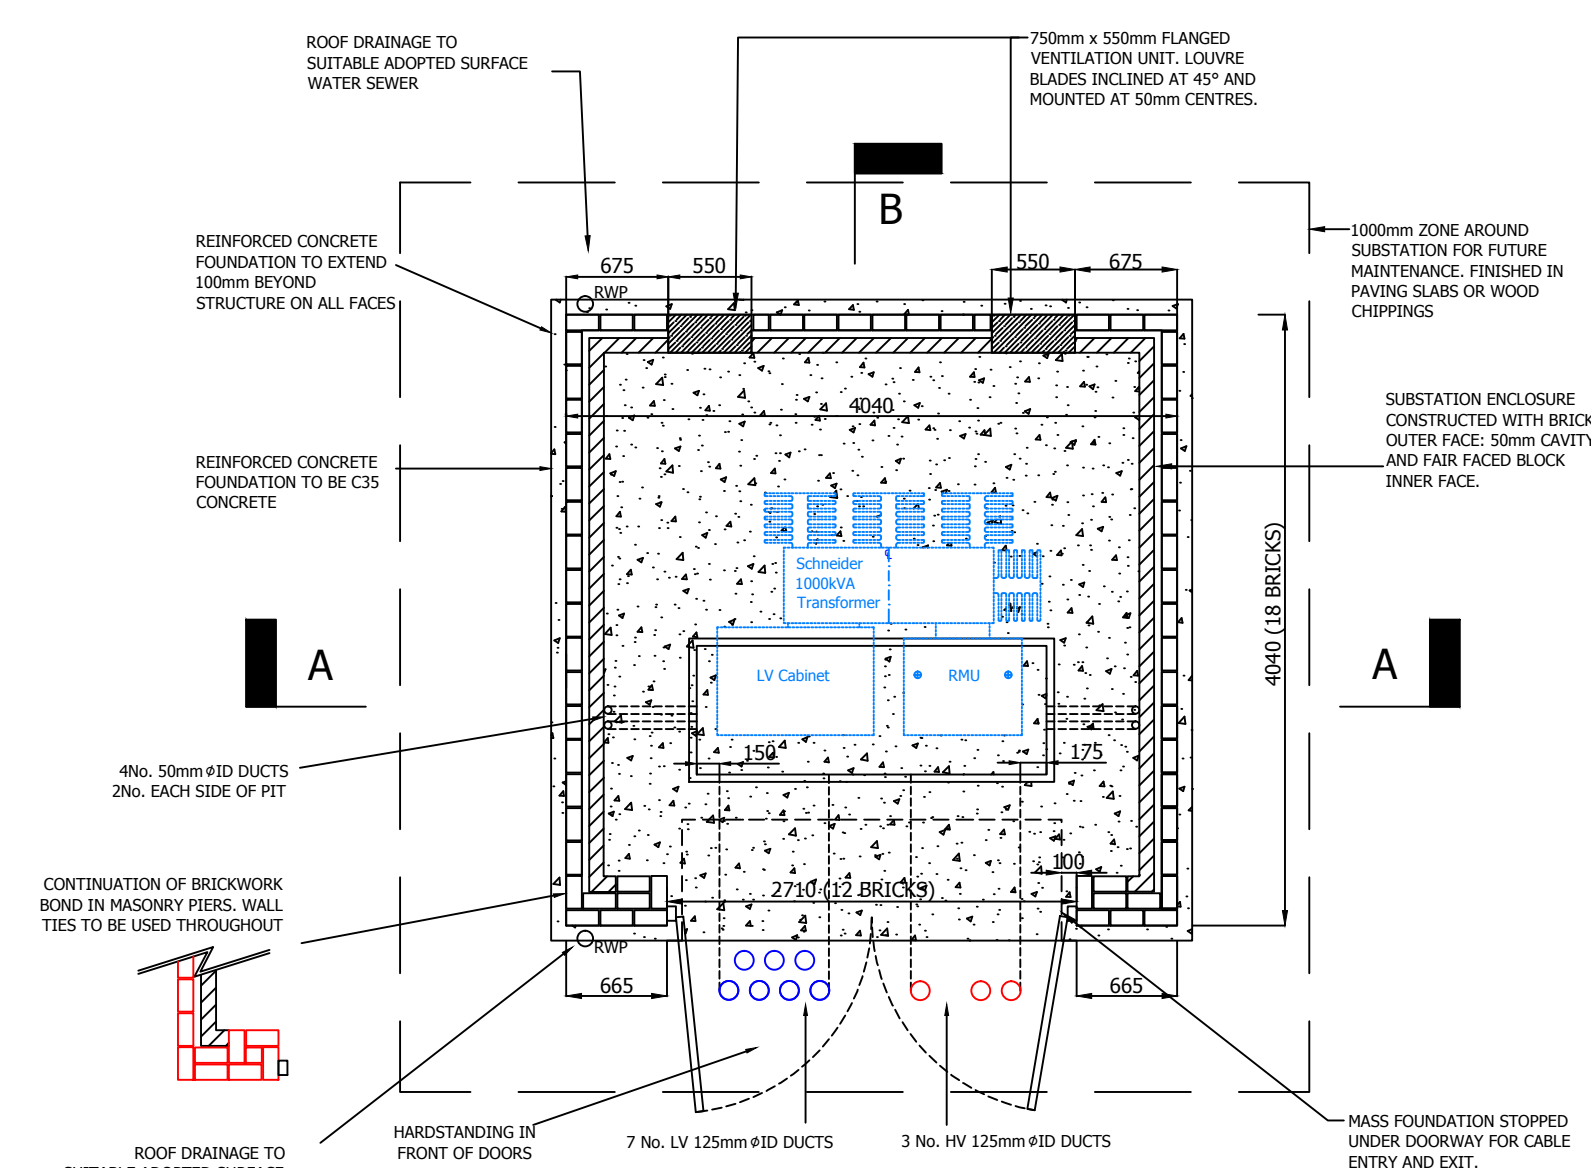 ROOF DRAINAGE TO
SUITABLE ADOPTED SURFACE
WATER SEWER
750mm x 550mm FLANGED
VENTILATION UNIT. LOUVRE
BLADES INCLINED AT 45° AND
MOUNTED AT 50mm CENTRES.
B
REINFORCED CONCRETE
FOUNDATION TO EXTEND
100mm BEYOND
STRUCTURE ON ALL FACES
1000mm ZONE AROUND
SUBSTATION FOR FUTURE
MAINTENANCE. FINISHED IN
PAVING SLABS OR WOOD
CHIPPINGS
675
550
550
675
RWP
4040
SUBSTATION ENCLOSURE
CONSTRUCTED WITH BRICK
OUTER FACE: 50mm CAVITY
AND FAIR FACED BLOCK
INNER FACE.
REINFORCED CONCRETE
FOUNDATION TO BE C35
CONCRETE
4040 (18 BRICKS)
Schneider
1000kVA
Transformer
A
A
LV Cabinet
RMU
150
175
4No. 50mm⌀ID DUCTS
2No. EACH SIDE OF PIT
100
2710 (12 BRICKS)
CONTINUATION OF BRICKWORK
BOND IN MASONRY PIERS. WALL
TIES TO BE USED THROUGHOUT
RWP
665
665
HARDSTANDING IN
FRONT OF DOORS
7 No. LV 125mm⌀ID DUCTS
3 No. HV 125mm⌀ID DUCTS
MASS FOUNDATION STOPPED
UNDER DOORWAY FOR CABLE
ENTRY AND EXIT.
ROOF DRAINAGE TO
SUITABLE ADOPTED SURFACE